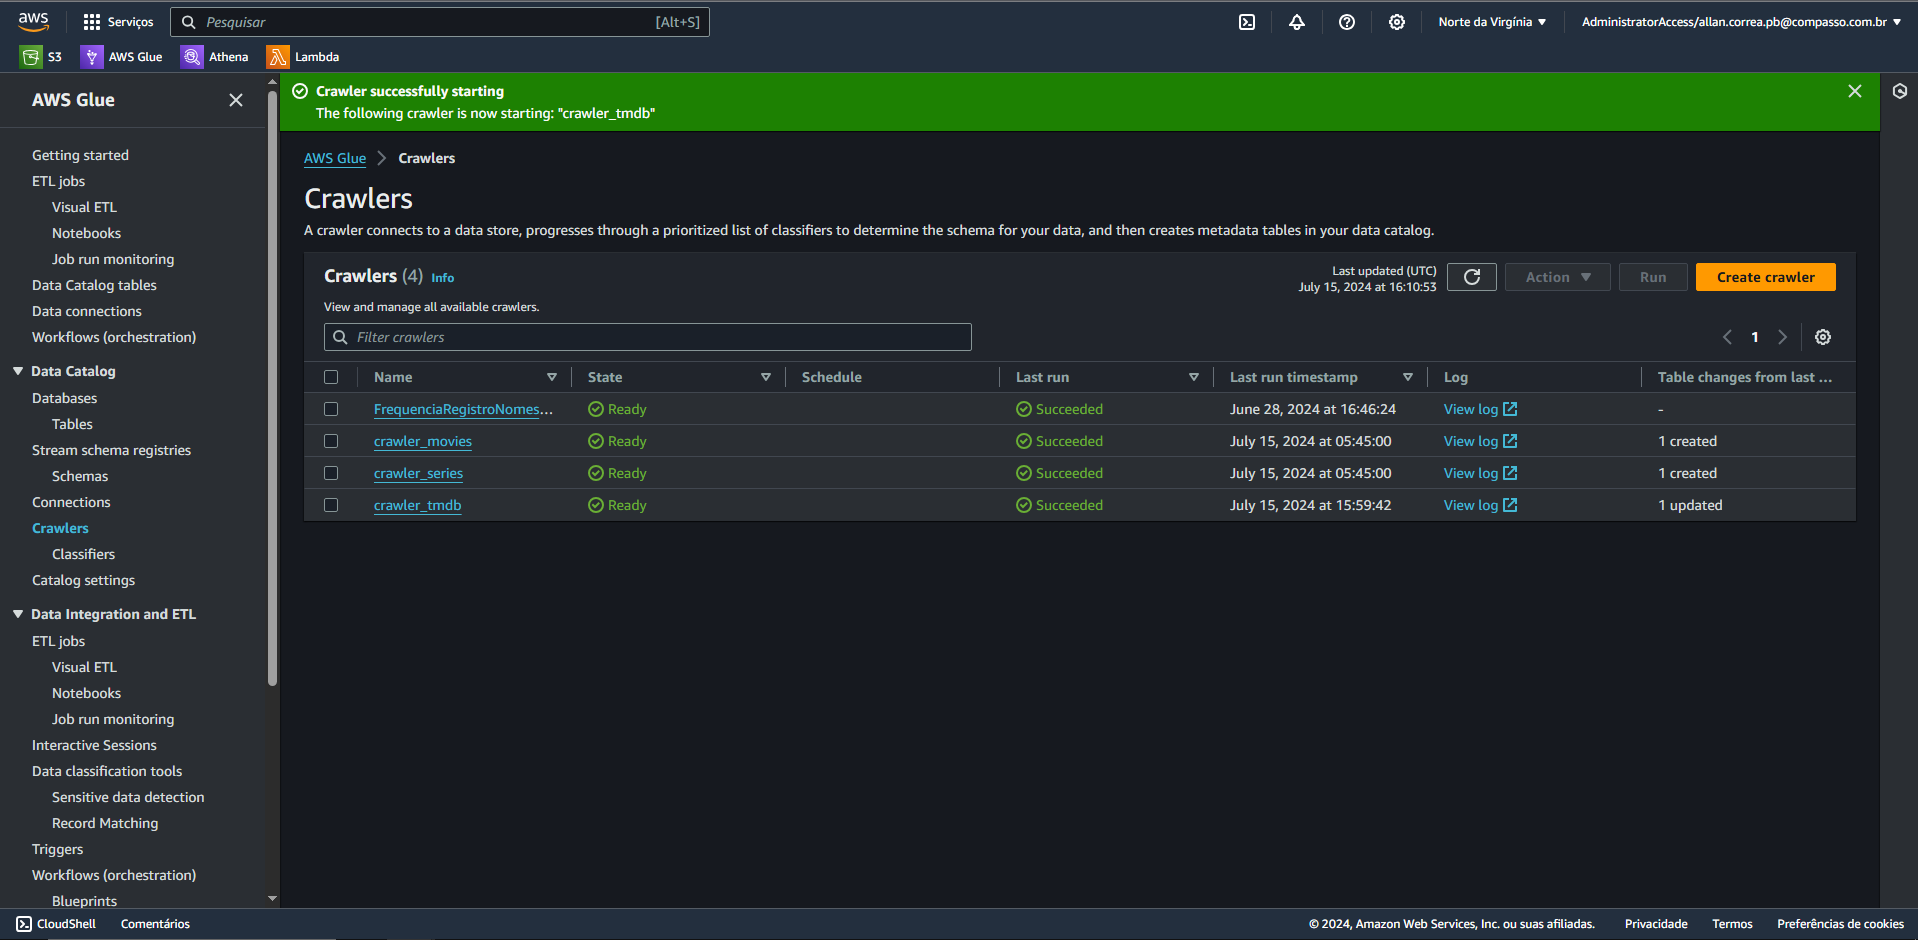 aws
Serviços
Pesquisar
[Alt+S]
Norte da Virgínia
AdministratorAccess/allan.correa.pb@compasso.com.br
S3
AWS Glue
Athena
Lambda
AWS Glue
Getting started
ETL jobs
Visual ETL
Notebooks
Job run monitoring
Data Catalog tables
Data connections
Workflows (orchestration)
Data Catalog
Databases
Tables
Stream schema registries
Schemas
Connections
Crawlers
Classifiers
Catalog settings
Data Integration and ETL
ETL jobs
Visual ETL
Notebooks
Job run monitoring
Interactive Sessions
Data classification tools
Sensitive data detection
Record Matching
Triggers
Workflows (orchestration)
Blueprints
Crawler successfully starting
The following crawler is now starting: "crawler_tmdb"
AWS Glue > Crawlers
Crawlers
A crawler connects to a data store, progresses through a prioritized list of classifiers to determine the schema for your data, and then creates metadata tables in your data catalog.
Crawlers (4) Info
View and manage all available crawlers.
Last updated (UTC)
July 15, 2024 at 16:10:53
Action
Run
Create crawler
Filter crawlers
1
Name State Schedule Last run Last run timestamp Log Table changes from last ...
FrequenciaRegistroNomes... Ready Succeeded June 28, 2024 at 16:46:24 View log -
crawler_movies Ready Succeeded July 15, 2024 at 05:45:00 View log 1 created
crawler_series Ready Succeeded July 15, 2024 at 05:45:00 View log 1 created
crawler_tmdb Ready Succeeded July 15, 2024 at 15:59:42 View log 1 updated
CloudShell
Comentários
© 2024, Amazon Web Services, Inc. ou suas afiliadas.
Privacidade
Termos
Preferências de cookies